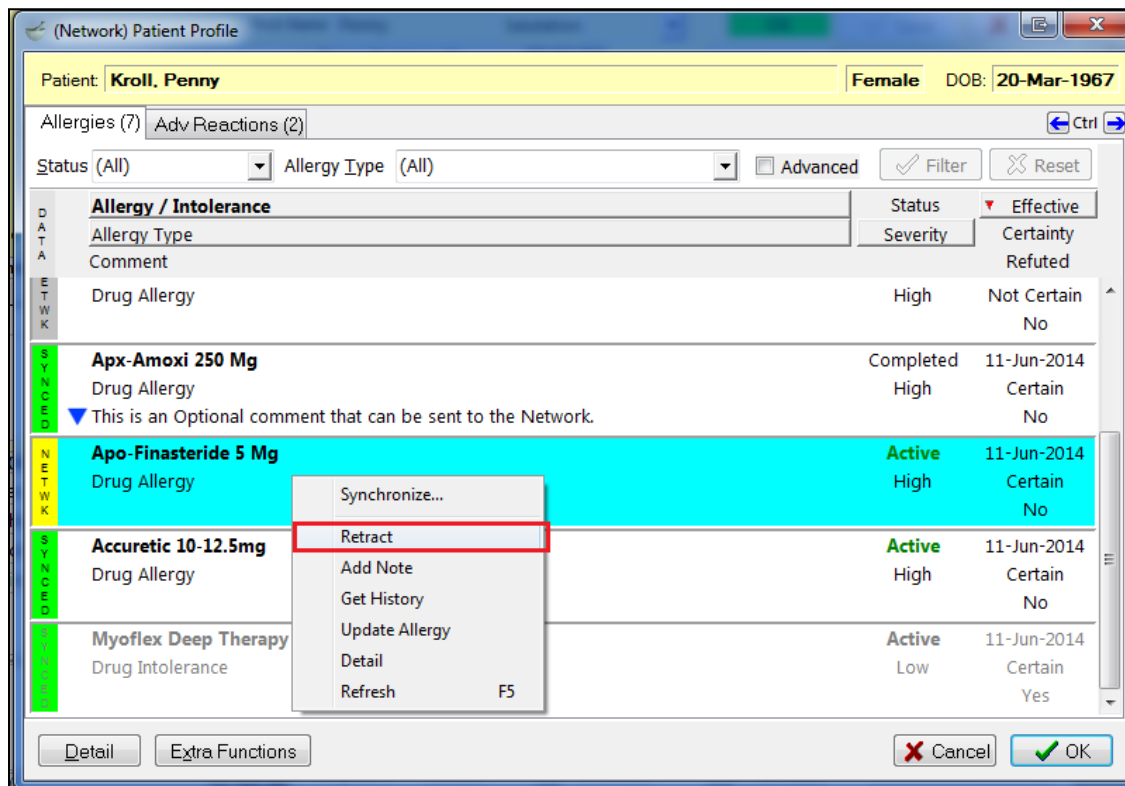 (Network) Patient Profile
Patient: Kroll, Penny Female DOB: 20-Mar-1967
Allergies (7) Adv Reactions (2) Ctrl
Status (All) Allergy Type (All) Advanced Filter Reset
DATA
Allergy / Intolerance Status Effective
Allergy Type Severity Certainty
Comment Refuted
ETWK
Drug Allergy High Not Certain
No
SYNCED
Apx-Amoxi 250 Mg Completed 11-Jun-2014
Drug Allergy High Certain
This is an Optional comment that can be sent to the Network. No
NETWK
Apo-Finasteride 5 Mg Active 11-Jun-2014
Drug Allergy High Certain
No
Synchronize...
Retract
Add Note
Get History
Update Allergy
Detail
Refresh F5
SYNCED
Accuretic 10-12.5mg Active 11-Jun-2014
Drug Allergy High Certain
No
SYNCED
Myoflex Deep Therapy Active 11-Jun-2014
Drug Intolerance Low Certain
Yes
Detail Extra Functions Cancel OK